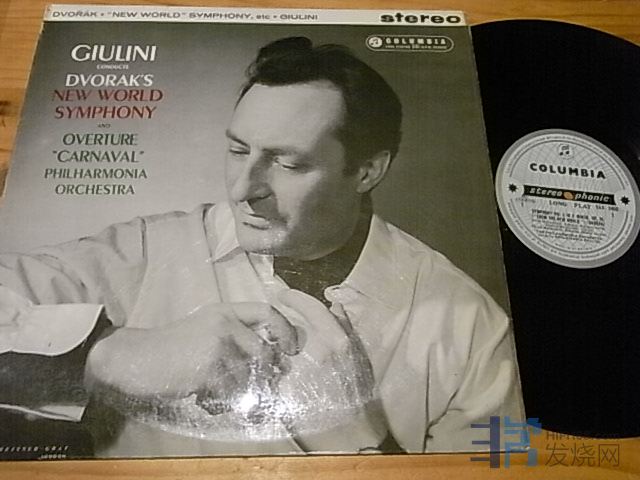 DVOŘÁK • "NEW WORLD" SYMPHONY, etc • GIULINI
stereo
COLUMBIA
GIULINI
CONDUCTS
DVORAK'S
NEW WORLD
SYMPHONY
AND
OVERTURE
"CARNAVAL"
PHILHARMONIA
ORCHESTRA
COLUMBIA
stereophonic
LONG PLAY
发烧网